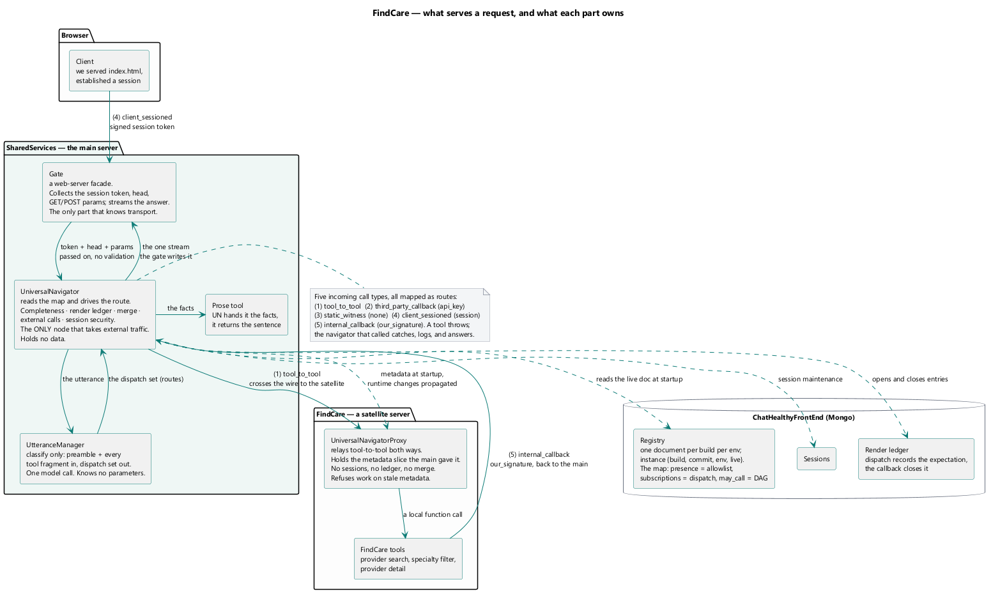 FindCare — what serves a request, and what each part owns
Browser
Client
we served index.html,
established a session
(4) client_sessioned
signed session token
SharedServices — the main server
Gate
a web-server facade.
Collects the session token, head,
GET/POST params; streams the answer.
The only part that knows transport.
token + head + params
passed on, no validation
the one stream
the gate writes it
UniversalNavigator
reads the map and drives the route.
Completeness · render ledger · merge ·
external calls · session security.
The ONLY node that takes external traffic.
Holds no data.
the facts
Prose tool
UN hands it the facts,
it returns the sentence
Five incoming call types, all mapped as routes:
(1) tool_to_tool  (2) third_party_callback (api_key)
(3) static_witness (none)  (4) client_sessioned (session)
(5) internal_callback (our_signature). A tool throws;
the navigator that called catches, logs, and answers.
the utterance
the dispatch set (routes)
(1) tool_to_tool
crosses the wire to the satellite
metadata at startup,
runtime changes propagated
reads the live doc at startup
session maintenance
opens and closes entries
UtteranceManager
classify only: preamble + every
tool fragment in, dispatch set out.
One model call. Knows no parameters.
FindCare — a satellite server
UniversalNavigatorProxy
relays tool-to-tool both ways.
Holds the metadata slice the main gave it.
No sessions, no ledger, no merge.
Refuses work on stale metadata.
(5) internal_callback
our_signature, back to the main
a local function call
FindCare tools
provider search, specialty filter,
provider detail
ChatHealthyFrontEnd (Mongo)
Registry
one document per build per env;
instance (build, commit, env, live).
The map: presence = allowlist,
subscriptions = dispatch, may_call = DAG
Sessions
Render ledger
dispatch records the expectation,
the callback closes it